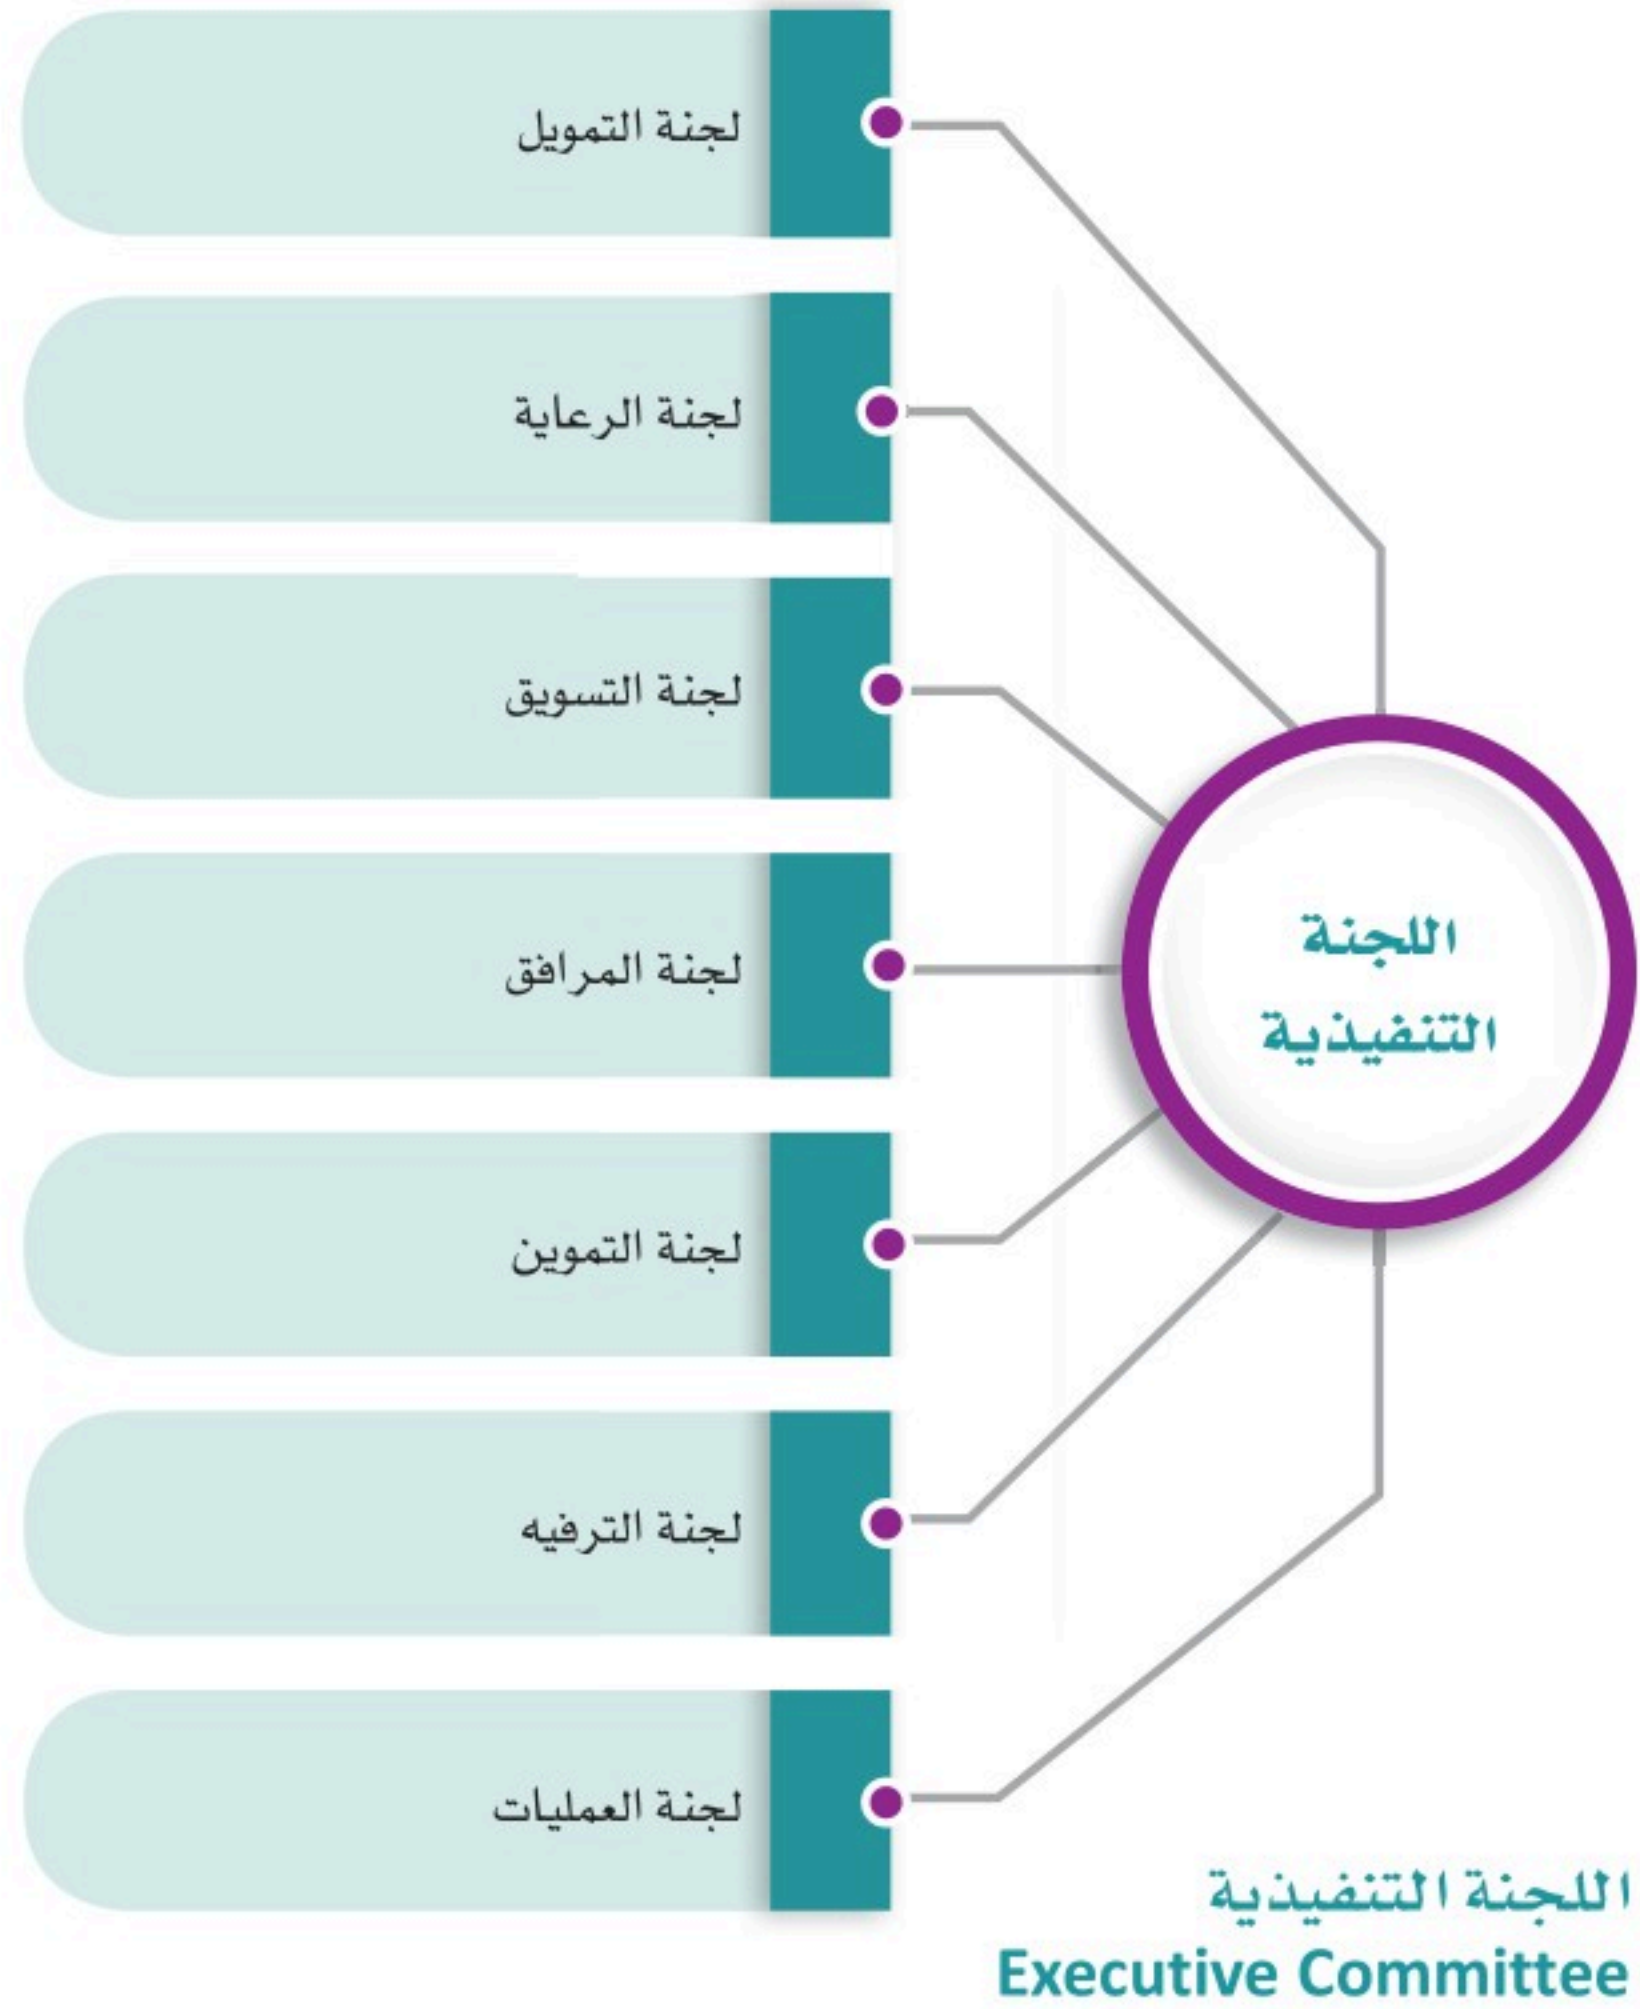 لجنة التمويل
لجنة الرعاية
لجنة التسويق
لجنة المرافق
لجنة التموين
لجنة الترفيه
لجنة العمليات
اللجنة
التنفيذية
اللجنة التنفيذية
Executive Committee